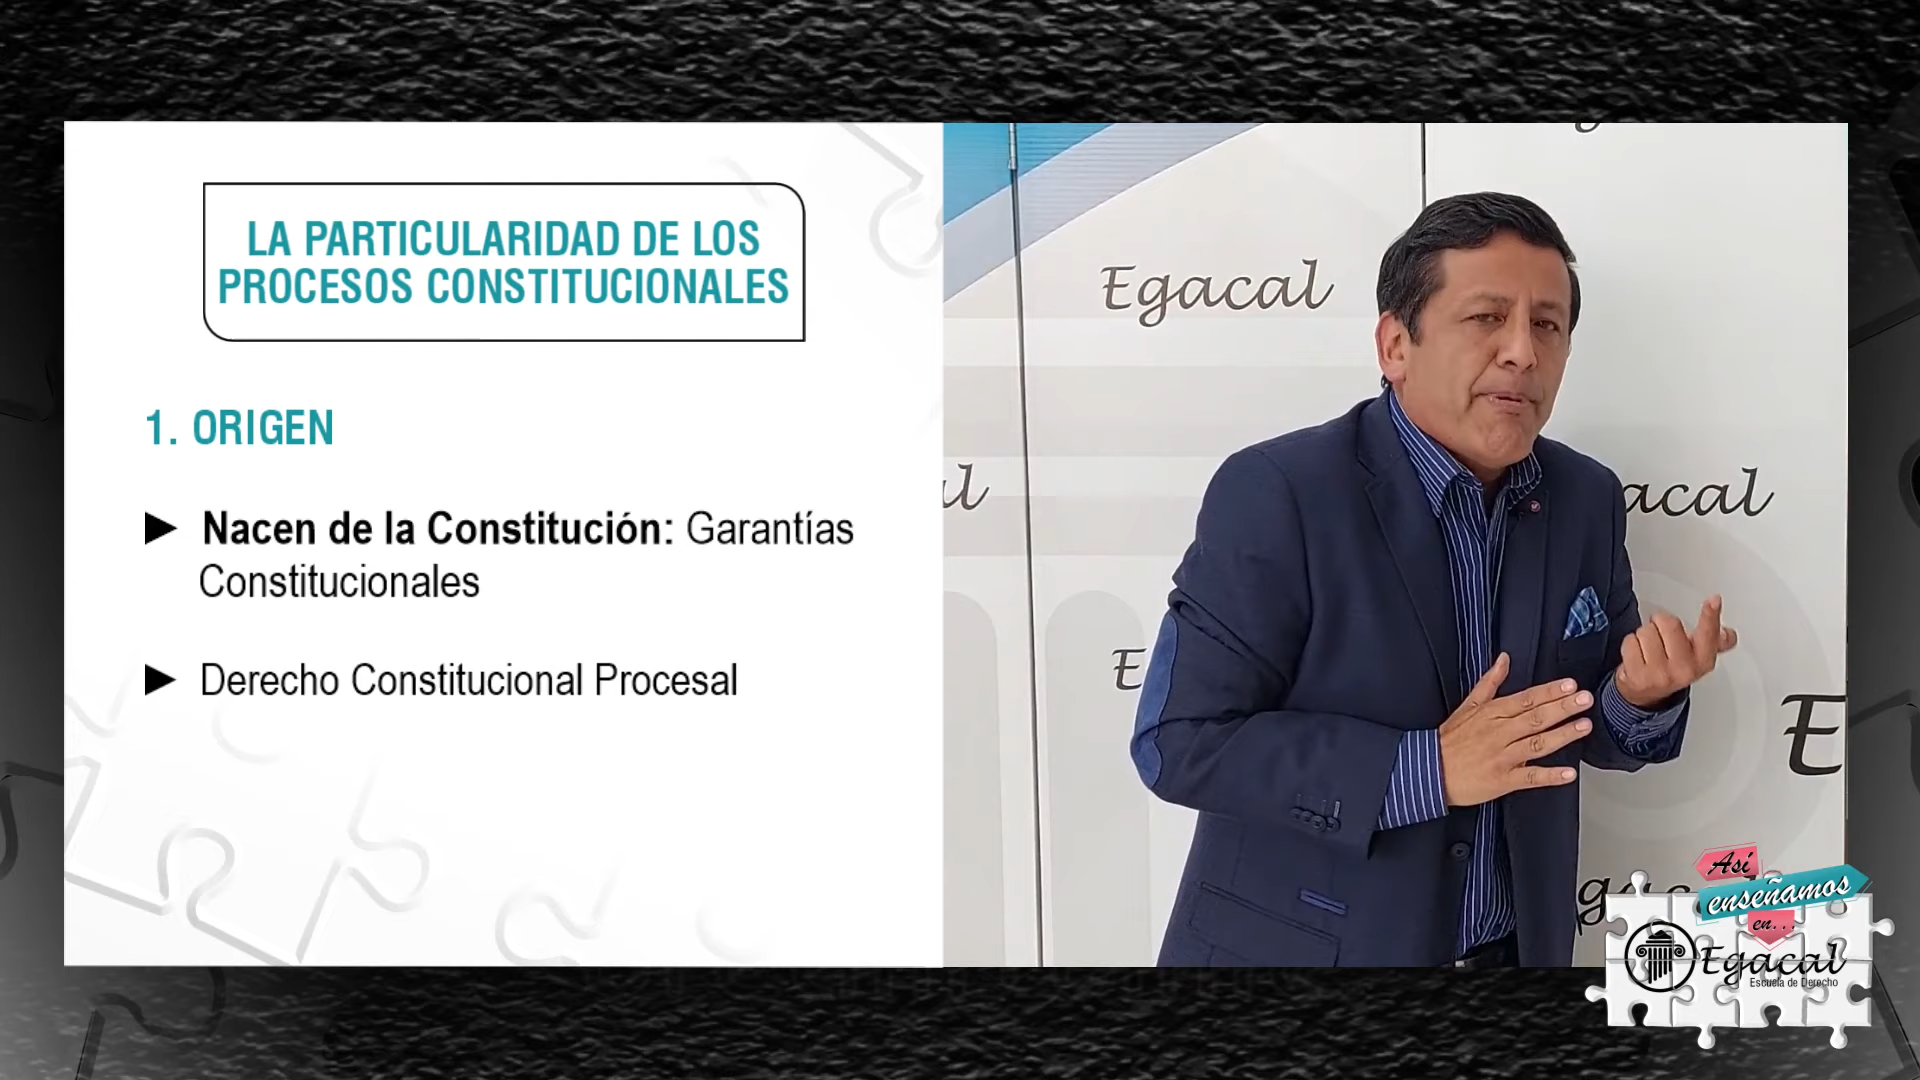 LA PARTICULARIDAD DE LOS
PROCESOS CONSTITUCIONALES
1. ORIGEN
Nacen de la Constitución: Garantías
Constitucionales
Derecho Constitucional Procesal
Egacal
acal
Así
enseñamos
en...
Egacal
Escuela de Derecho